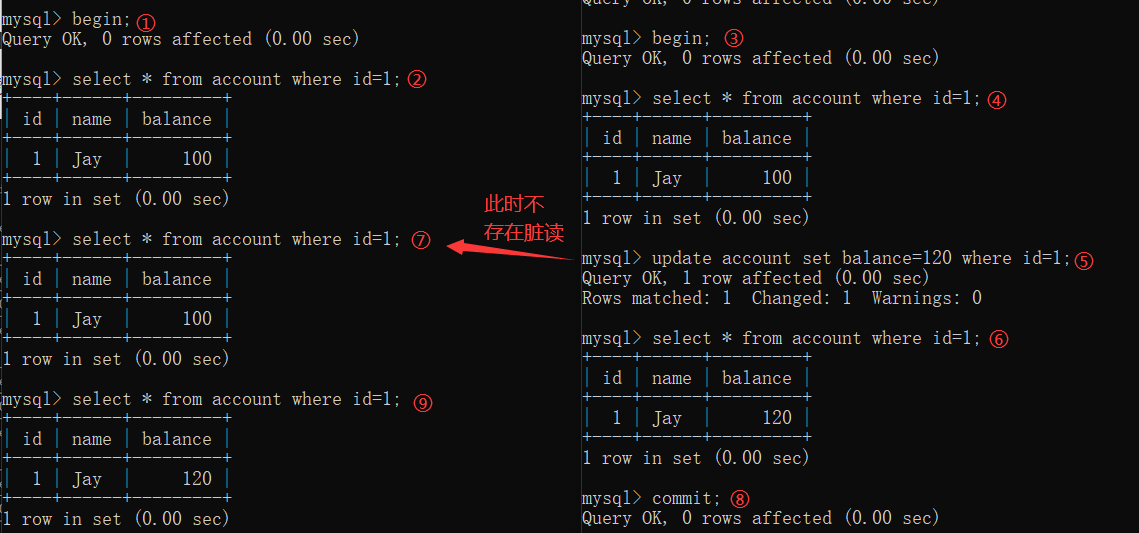 mysql> begin; ①
Query OK, 0 rows affected (0.00 sec)
mysql> select * from account where id=1; ②
+----+------+---------+
| id | name | balance |
+----+------+---------+
| 1 | Jay | 100 |
+----+------+---------+
1 row in set (0.00 sec)
mysql> select * from account where id=1; ⑦
+----+------+---------+
| id | name | balance |
+----+------+---------+
| 1 | Jay | 100 |
+----+------+---------+
1 row in set (0.00 sec)
mysql> select * from account where id=1; ⑨
+----+------+---------+
| id | name | balance |
+----+------+---------+
| 1 | Jay | 120 |
+----+------+---------+
1 row in set (0.00 sec)
此时不
存在脏读
Query OK, 0 rows affected (0.00 sec)
mysql> begin; ③
Query OK, 0 rows affected (0.00 sec)
mysql> select * from account where id=1; ④
+----+------+---------+
| id | name | balance |
+----+------+---------+
| 1 | Jay | 100 |
+----+------+---------+
1 row in set (0.00 sec)
mysql> update account set balance=120 where id=1; ⑤
Query OK, 1 row affected (0.00 sec)
Rows matched: 1 Changed: 1 Warnings: 0
mysql> select * from account where id=1; ⑥
+----+------+---------+
| id | name | balance |
+----+------+---------+
| 1 | Jay | 120 |
+----+------+---------+
1 row in set (0.00 sec)
mysql> commit; ⑧
Query OK, 0 rows affected (0.00 sec)